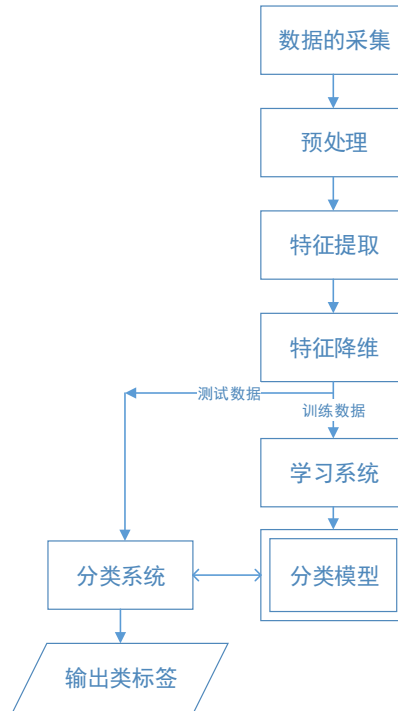 数据的采集
预处理
特征提取
特征降维
测试数据
训练数据
学习系统
分类系统
分类模型
输出类标签